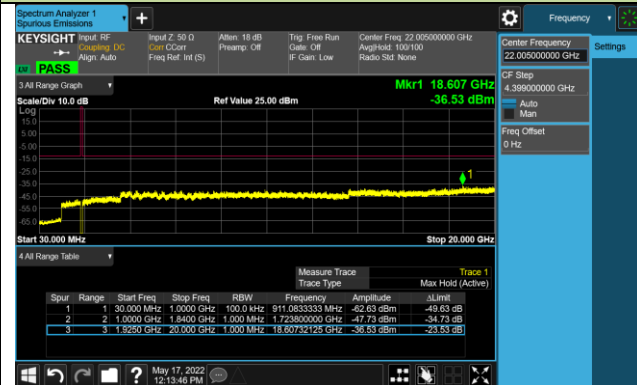 Spectrum Analyzer 1
Spurious Emissions
+
Frequency
KEYSIGHT Input: RF Input Z: 50 Ω Atten: 18 dB Trig: Free Run Center Freq: 22.005000000 GHz
Coupling: DC Corr CCorr Preamp: Off Gate: Off Avg|Hold: 100/100
Align: Auto Freq Ref: Int (S) IF Gain: Low Radio Std: None
PASS
Center Frequency
22.005000000 GHz
Settings
CF Step
4.399000000 GHz
Auto
Man
Freq Offset
0 Hz
3 All Range Graph
Mkr1 18.607 GHz
Scale/Div 10.0 dB Ref Value 25.00 dBm -36.53 dBm
Log
15.0
5.00
-5.00
-15.0
-25.0
-35.0
-45.0
-55.0
-65.0
1
Start 30.000 MHz Stop 20.000 GHz
4 All Range Table
Measure Trace Trace 1
Trace Type Max Hold (Active)
Spur Range Start Freq Stop Freq RBW Frequency Amplitude ΔLimit
1 1 30.000 MHz 1.0000 GHz 100.0 kHz 911.0833333 MHz -62.63 dBm -49.63 dB
2 2 1.0000 GHz 1.8400 GHz 1.000 MHz 1.723800000 GHz -47.73 dBm -34.73 dB
3 3 1.9250 GHz 20.000 GHz 1.000 MHz 18.60732125 GHz -36.53 dBm -23.53 dB
?
May 17, 2022
12:13:46 PM